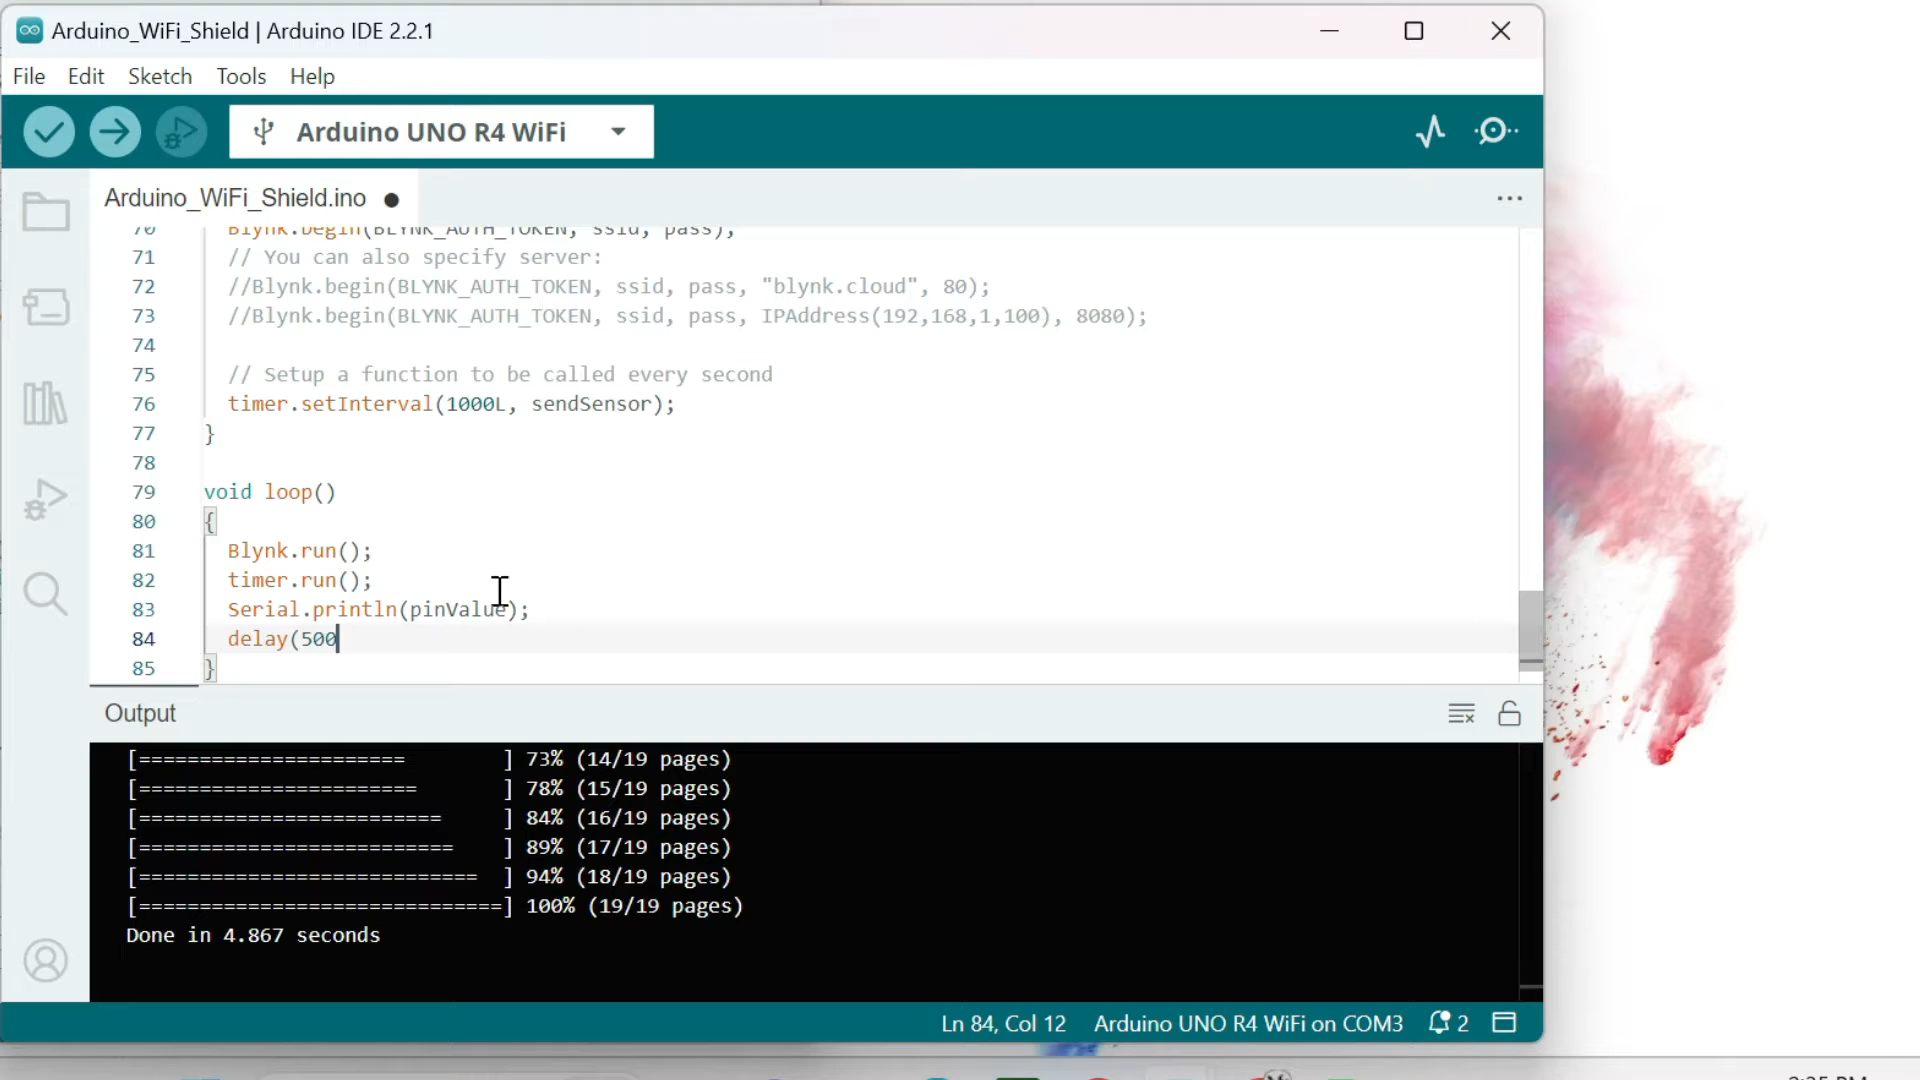 Arduino_WiFi_Shield | Arduino IDE 2.2.1
File Edit Sketch Tools Help
Arduino UNO R4 WiFi
Arduino_WiFi_Shield.ino
70 Blynk.begin(BLYNK_AUTH_TOKEN, ssid, pass);
71 // You can also specify server:
72 //Blynk.begin(BLYNK_AUTH_TOKEN, ssid, pass, "blynk.cloud", 80);
73 //Blynk.begin(BLYNK_AUTH_TOKEN, ssid, pass, IPAddress(192,168,1,100), 8080);
74
75 // Setup a function to be called every second
76 timer.setInterval(1000L, sendSensor);
77 }
78
79 void loop()
80 {
81 Blynk.run();
82 timer.run();
83 Serial.println(pinValue);
84 delay(500
85 }
Output
[====================== ] 73% (14/19 pages)
[======================= ] 78% (15/19 pages)
[========================= ] 84% (16/19 pages)
[========================== ] 89% (17/19 pages)
[============================ ] 94% (18/19 pages)
[==============================] 100% (19/19 pages)
Done in 4.867 seconds
Ln 84, Col 12 Arduino UNO R4 WiFi on COM3 2